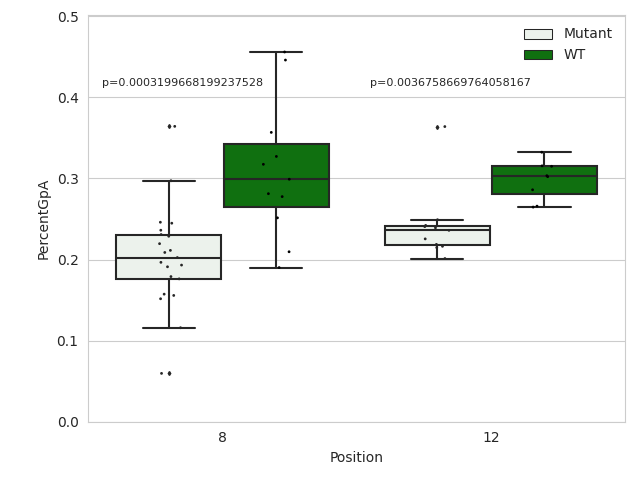 0.5
Mutant
WT
p=0.0003199668199237528
p=0.0036758669764058167
0.4
0.3
PercentGpA
0.2
0.1
0.0
8
12
Position